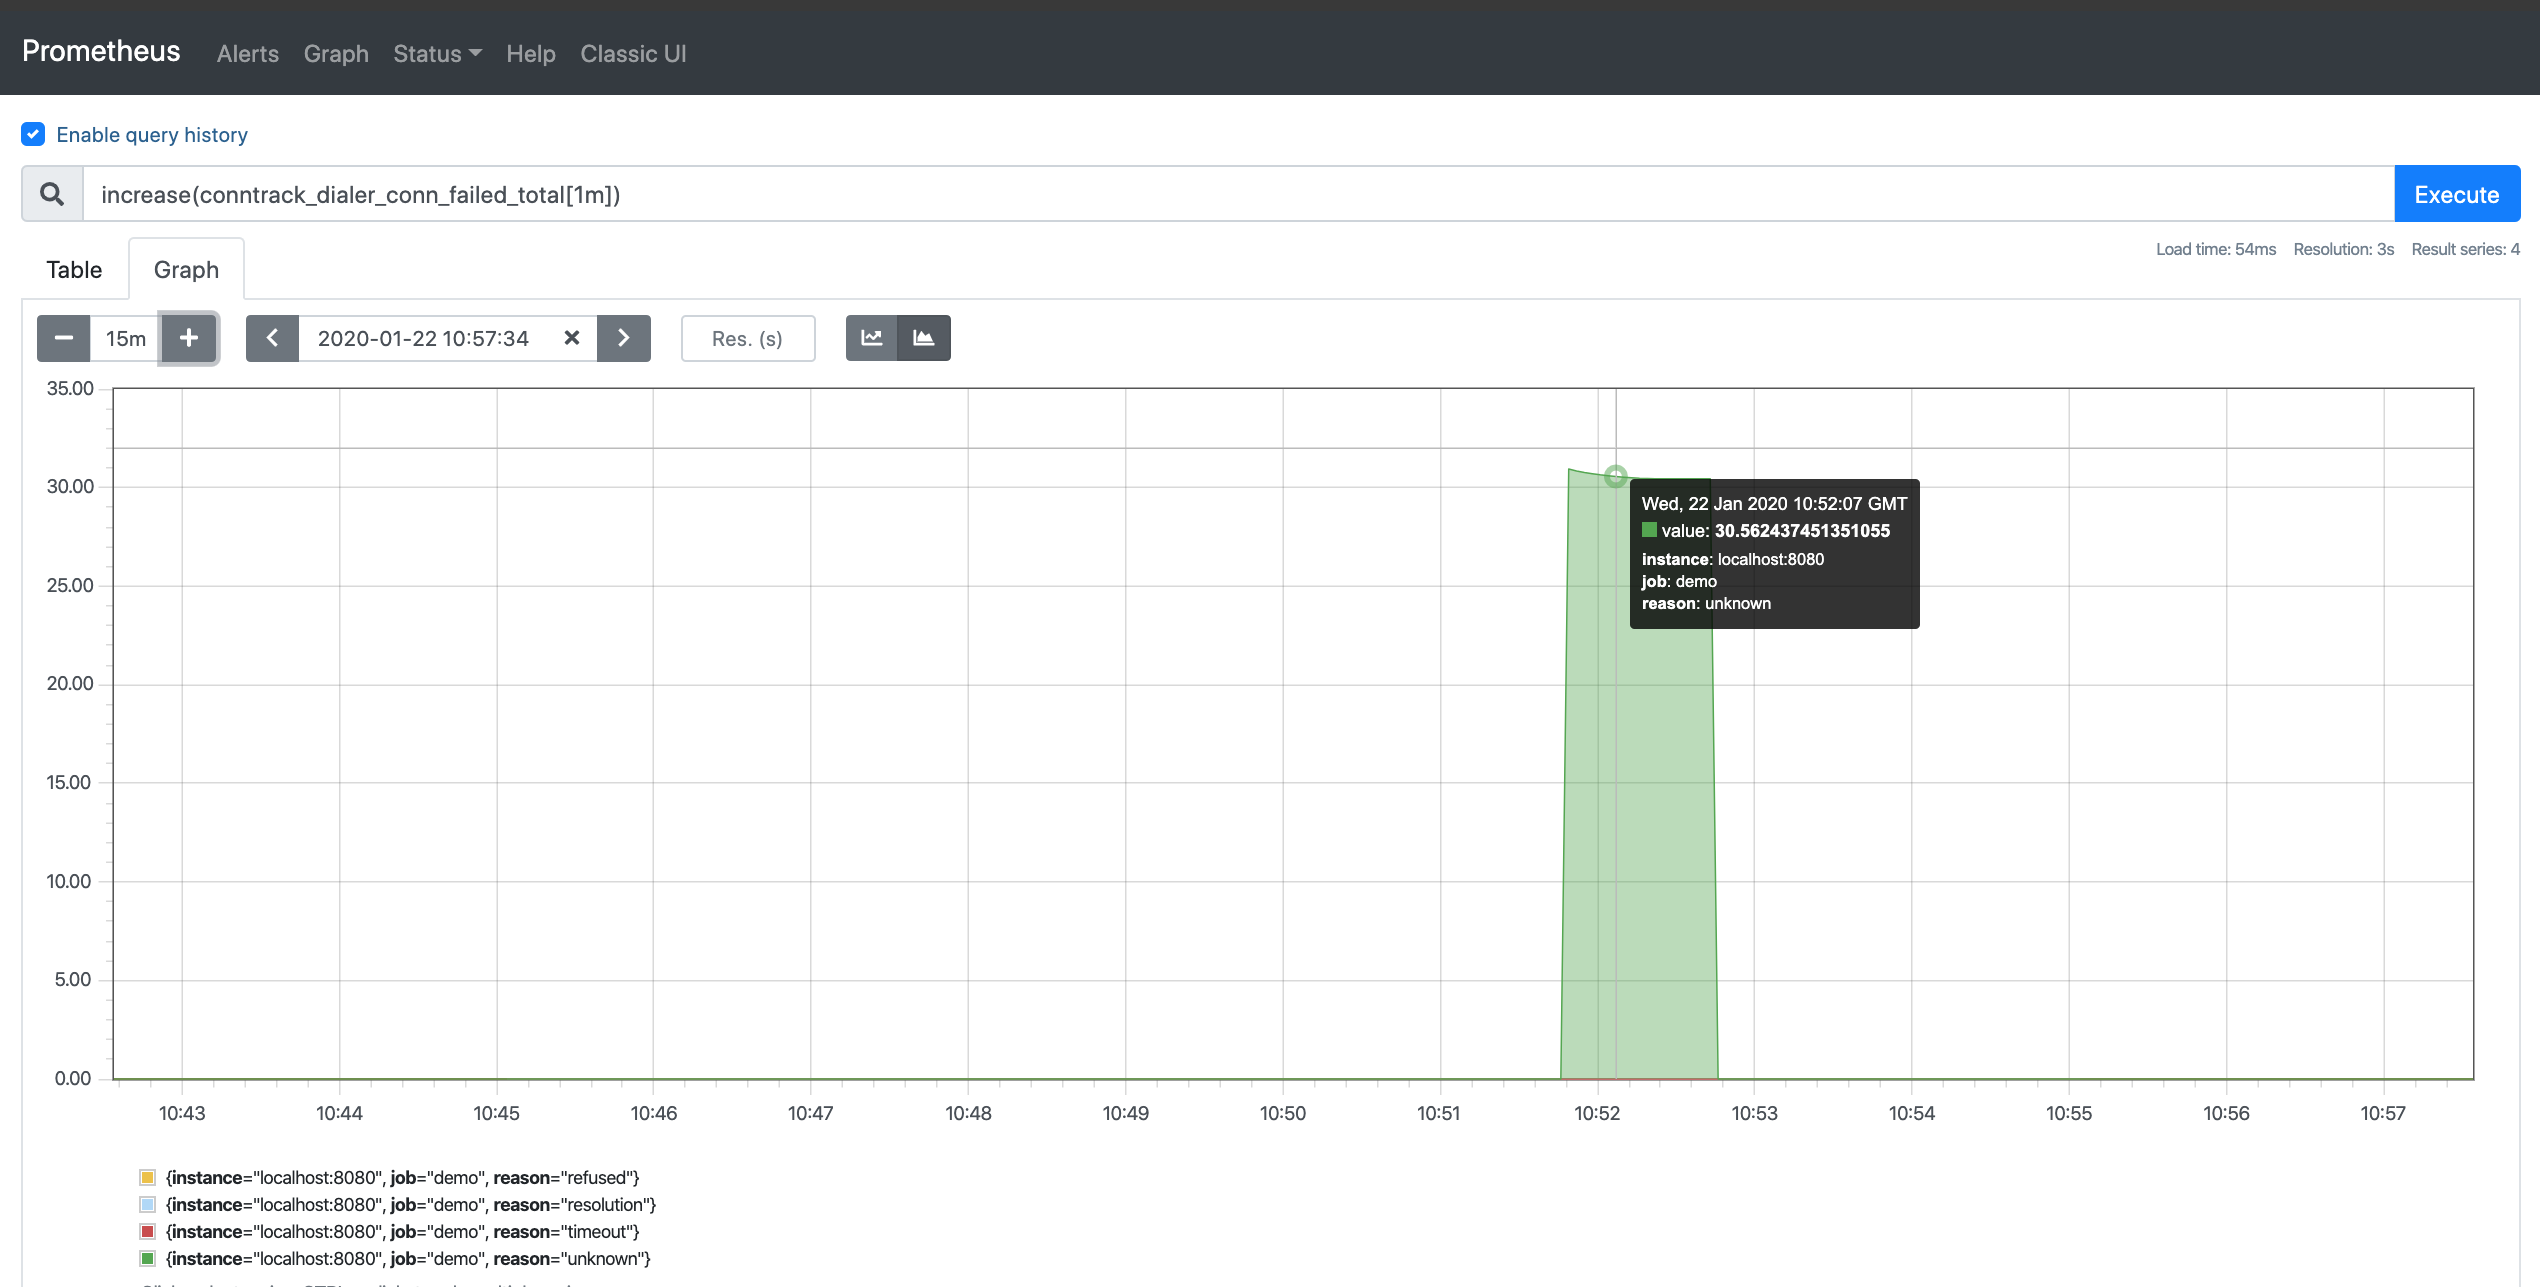 Prometheus Alerts Graph Status Help Classic UI
Enable query history
increase(conntrack_dialer_conn_failed_total[1m])
Execute
Load time: 54ms Resolution: 3s Result series: 4
Table Graph
15m 2020-01-22 10:57:34 Res. (s)
35.00
30.00
25.00
20.00
15.00
10.00
5.00
0.00
Wed, 22 Jan 2020 10:52:07 GMT
value: 30.562437451351055
instance: localhost:8080
job: demo
reason: unknown
10:43 10:44 10:45 10:46 10:47 10:48 10:49 10:50 10:51 10:52 10:53 10:54 10:55 10:56 10:57
{instance="localhost:8080", job="demo", reason="refused"}
{instance="localhost:8080", job="demo", reason="resolution"}
{instance="localhost:8080", job="demo", reason="timeout"}
{instance="localhost:8080", job="demo", reason="unknown"}